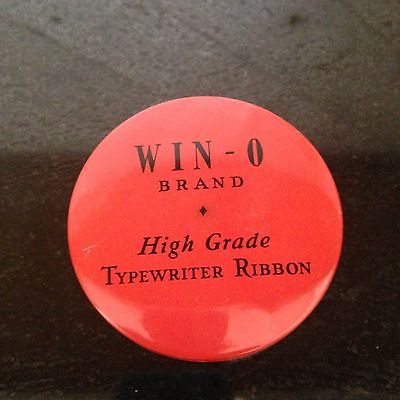 WIN-O
BRAND
High Grade
TYPEWRITER RIBBON